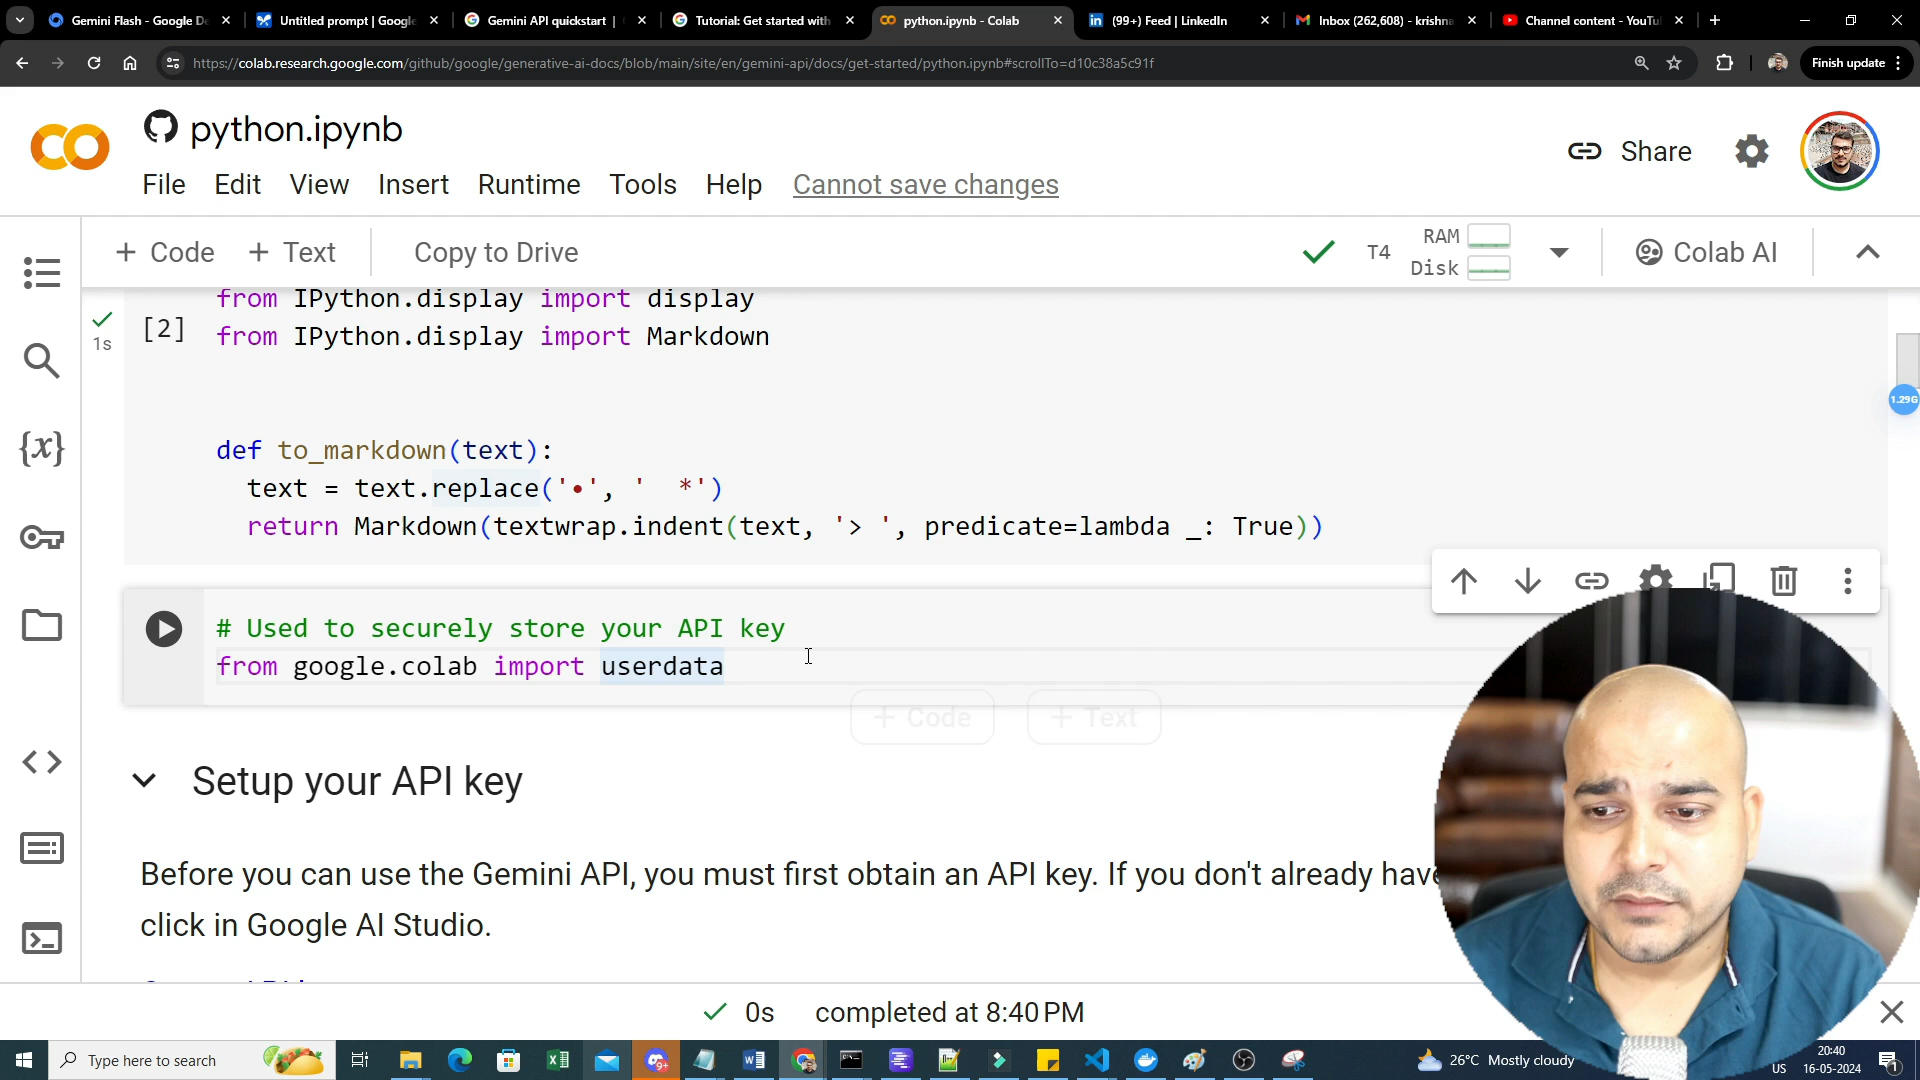 Gemini Flash - Google De
Untitled prompt | Google
Gemini API quickstart |
Tutorial: Get started with
python.ipynb - Colab
(99+) Feed | LinkedIn
Inbox (262,608) - krishna
Channel content - YouTu
https://colab.research.google.com/github/google/generative-ai-docs/blob/main/site/en/gemini-api/docs/get-started/python.ipynb#scrollTo=d10c38a5c91f
Finish update
python.ipynb
File Edit View Insert Runtime Tools Help Cannot save changes
Share
+ Code + Text Copy to Drive
T4
RAM
Disk
Colab AI
from IPython.display import display
1s
[2]
from IPython.display import Markdown
1.29G
def to_markdown(text):
text = text.replace('•', '  *')
return Markdown(textwrap.indent(text, '> ', predicate=lambda _: True))
# Used to securely store your API key
from google.colab import userdata
+ Code + Text
Setup your API key
Before you can use the Gemini API, you must first obtain an API key. If you don't already have
click in Google AI Studio.
0s completed at 8:40 PM
Type here to search
9+
26°C Mostly cloudy
US
20:40
16-05-2024
1